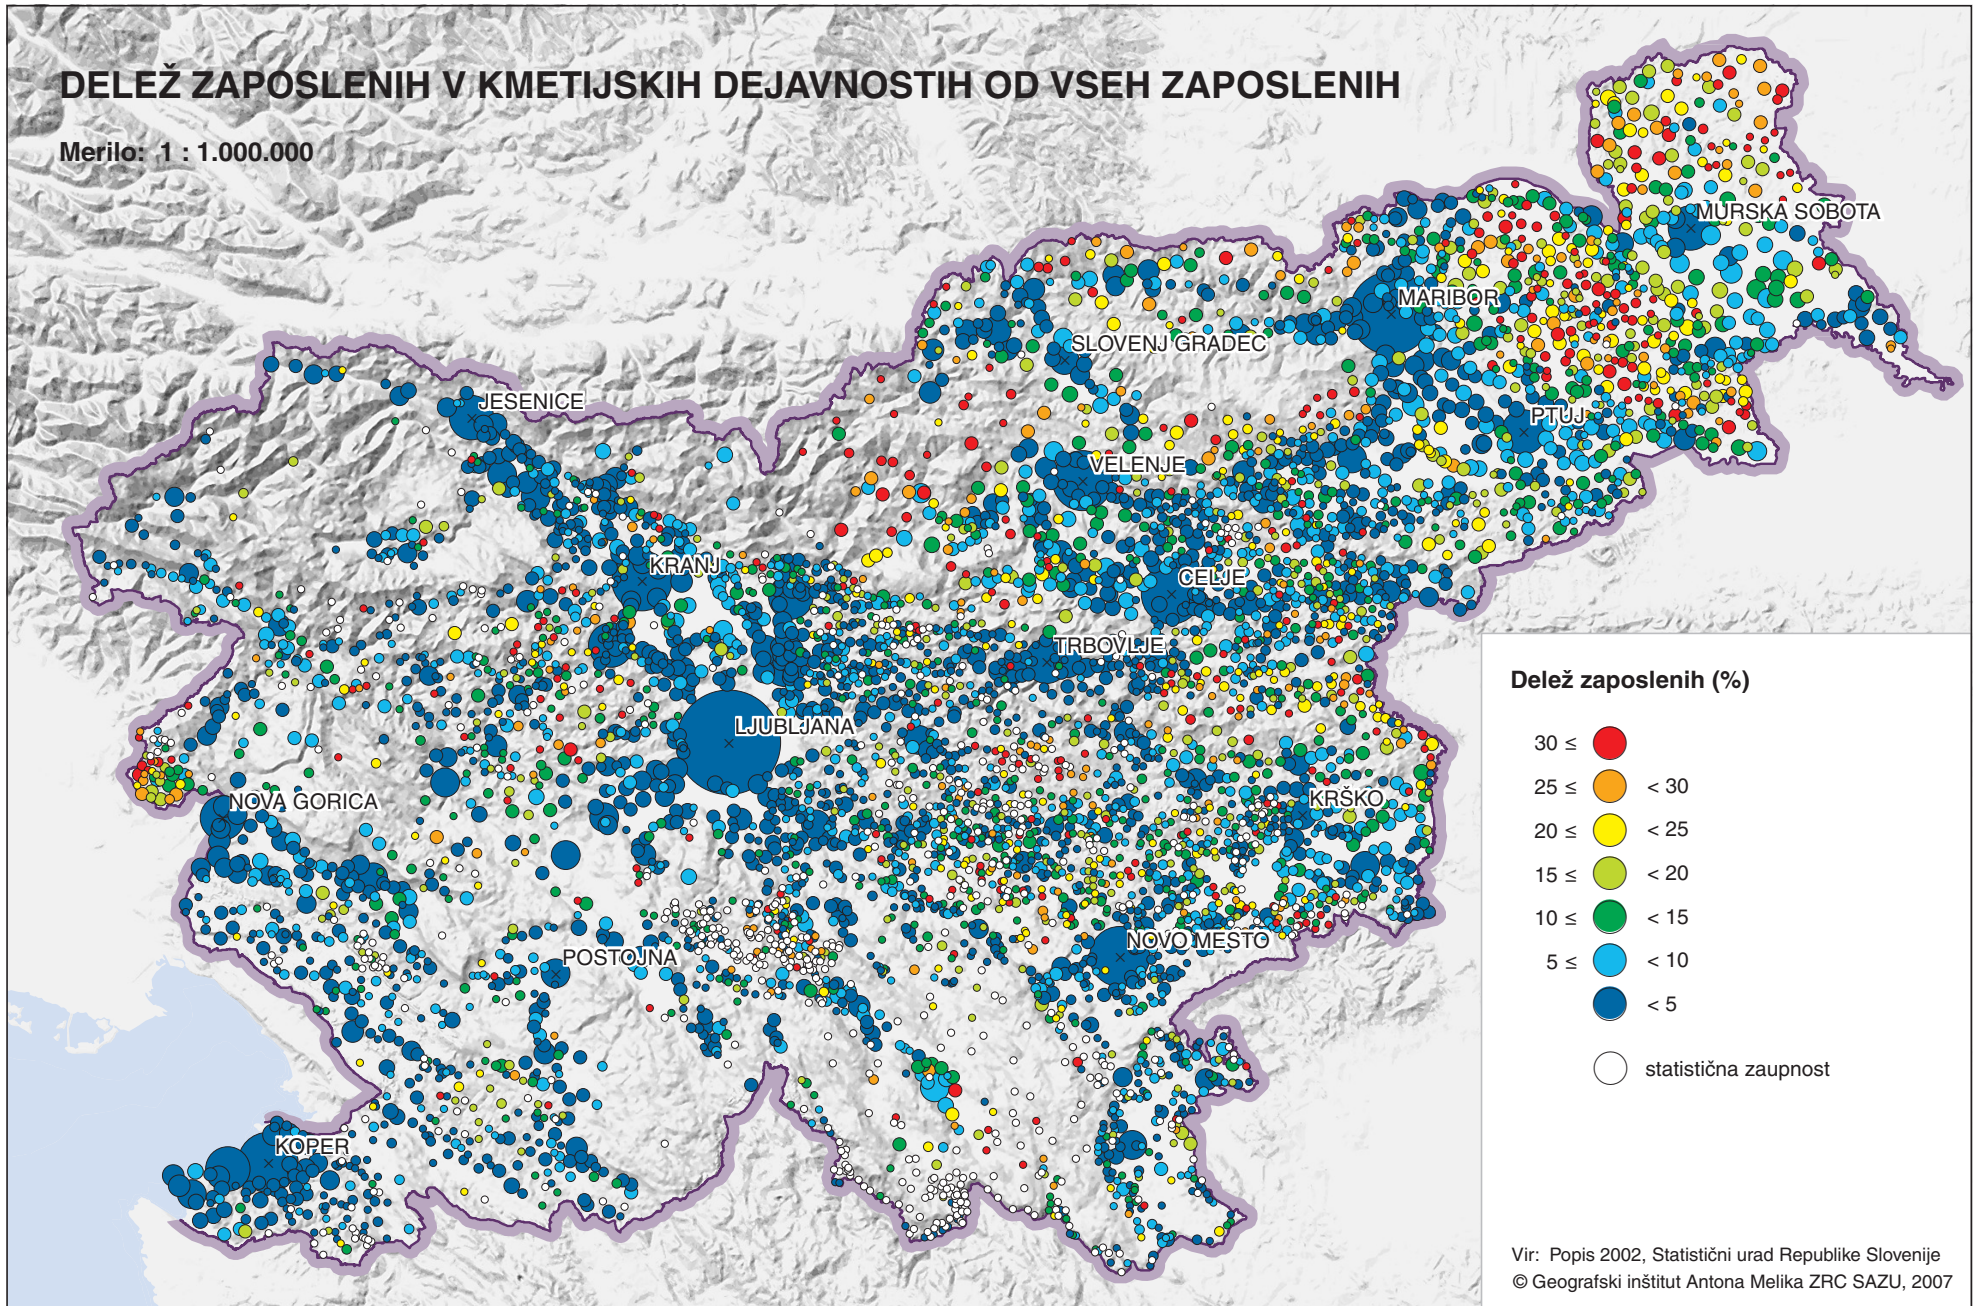 DELEŽ ZAPOSLENIH V KMETIJSKIH DEJAVNOSTIH OD VSEH ZAPOSLENIH
Merilo: 1 : 1.000.000
MURSKA SOBOTA
MARIBOR
SLOVENJ GRADEC
JESENICE
PTUJ
VELENJE
KRANJ
CELJE
TRBOVLJE
LJUBLJANA
NOVA GORICA
KRŠKO
NOVO MESTO
POSTOJNA
KOPER
Delež zaposlenih (%)
30 ≤
25 ≤ < 30
20 ≤ < 25
15 ≤ < 20
10 ≤ < 15
5 ≤ < 10
< 5
statistična zaupnost
Vir: Popis 2002, Statistični urad Republike Slovenije
© Geografski inštitut Antona Melika ZRC SAZU, 2007